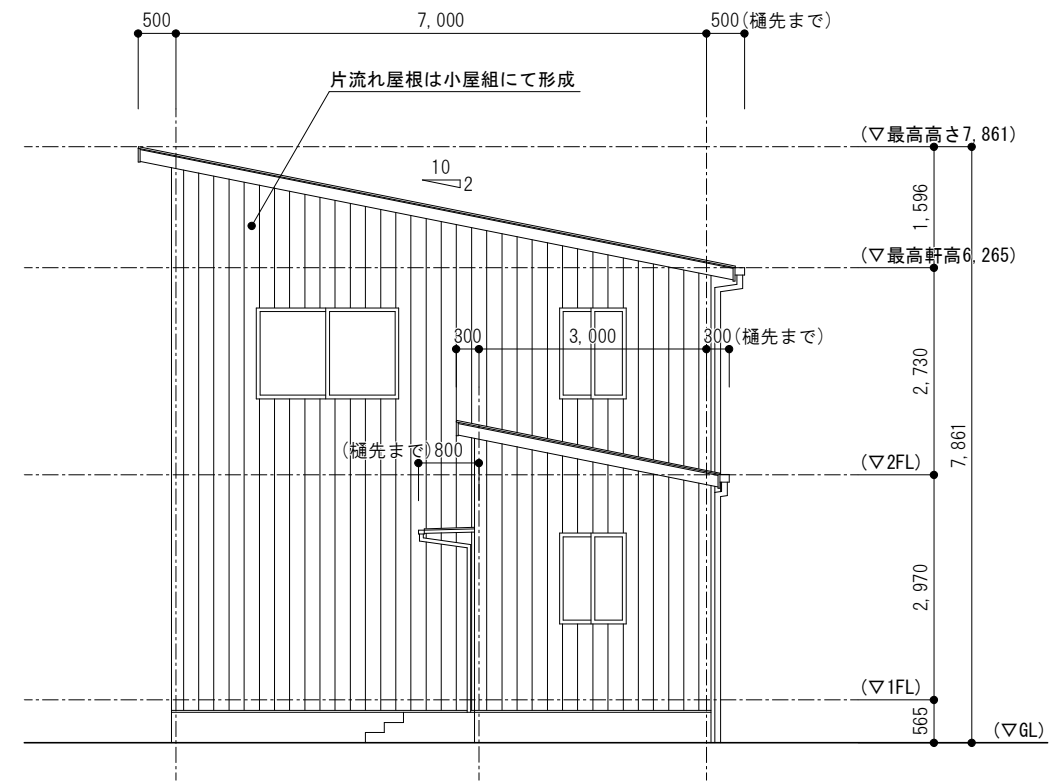 500
7,000
500(樋先まで)
片流れ屋根は小屋組にて形成
(▽最高高さ7,861)
10
2
1,596
(▽最高軒高6,265)
300
3,000
300(樋先まで)
2,730
7,861
(樋先まで)800
(▽2FL)
2,970
(▽1FL)
565
(▽GL)